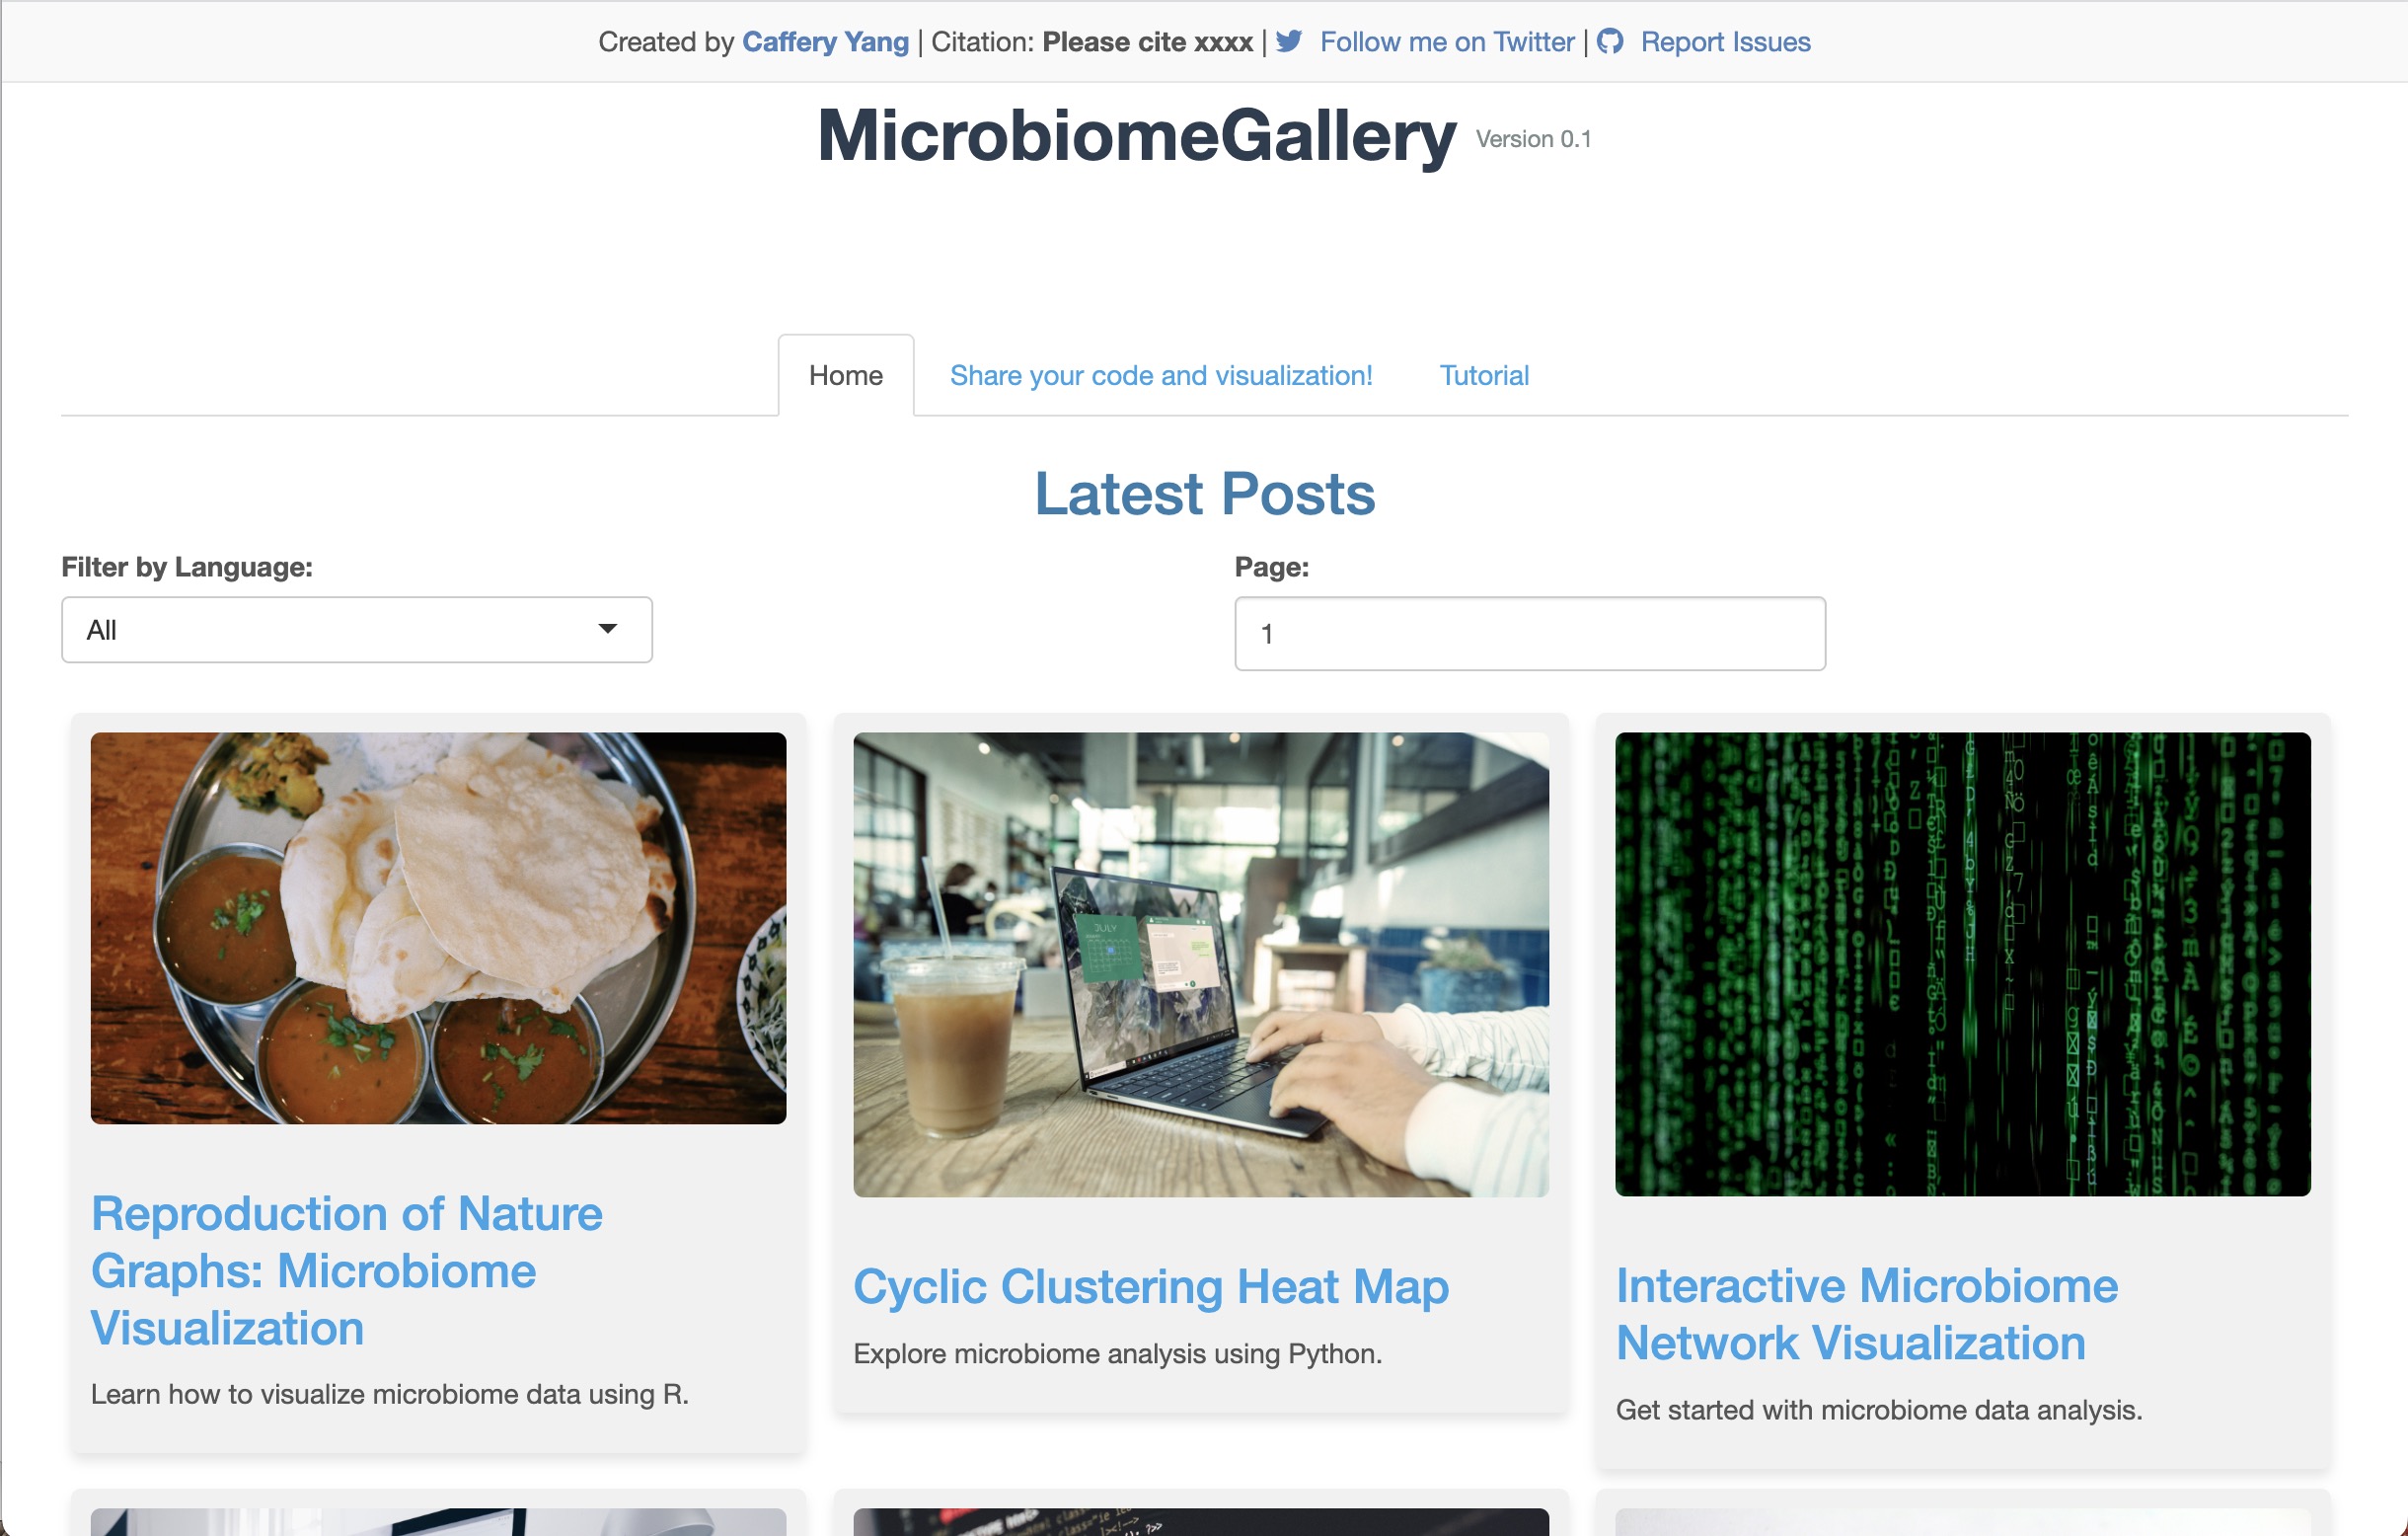 Created by Caffery Yang | Citation: Please cite xxxx | Follow me on Twitter | Report Issues
MicrobiomeGallery Version 0.1
Home Share your code and visualization! Tutorial
Latest Posts
Filter by Language: Page:
All 1
JULY
Reproduction of Nature
Graphs: Microbiome
Visualization
Learn how to visualize microbiome data using R.
Cyclic Clustering Heat Map
Explore microbiome analysis using Python.
Interactive Microbiome
Network Visualization
Get started with microbiome data analysis.